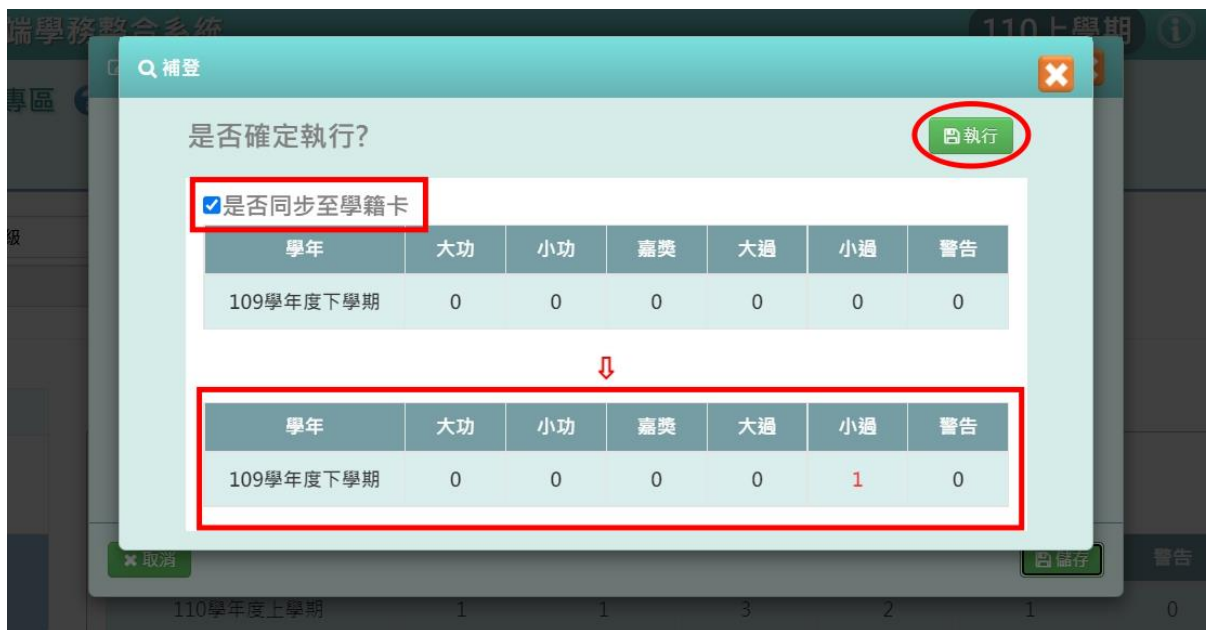 端學務整合系統
110上學期
補登
專區
是否確定執行?
執行
是否同步至學籍卡
級
學年 大功 小功 嘉獎 大過 小過 警告
109學年度下學期 0 0 0 0 0 0
⇩
學年 大功 小功 嘉獎 大過 小過 警告
109學年度下學期 0 0 0 0 1 0
取消
儲存
警告
110學年度上學期 1 1 3 2 1 0